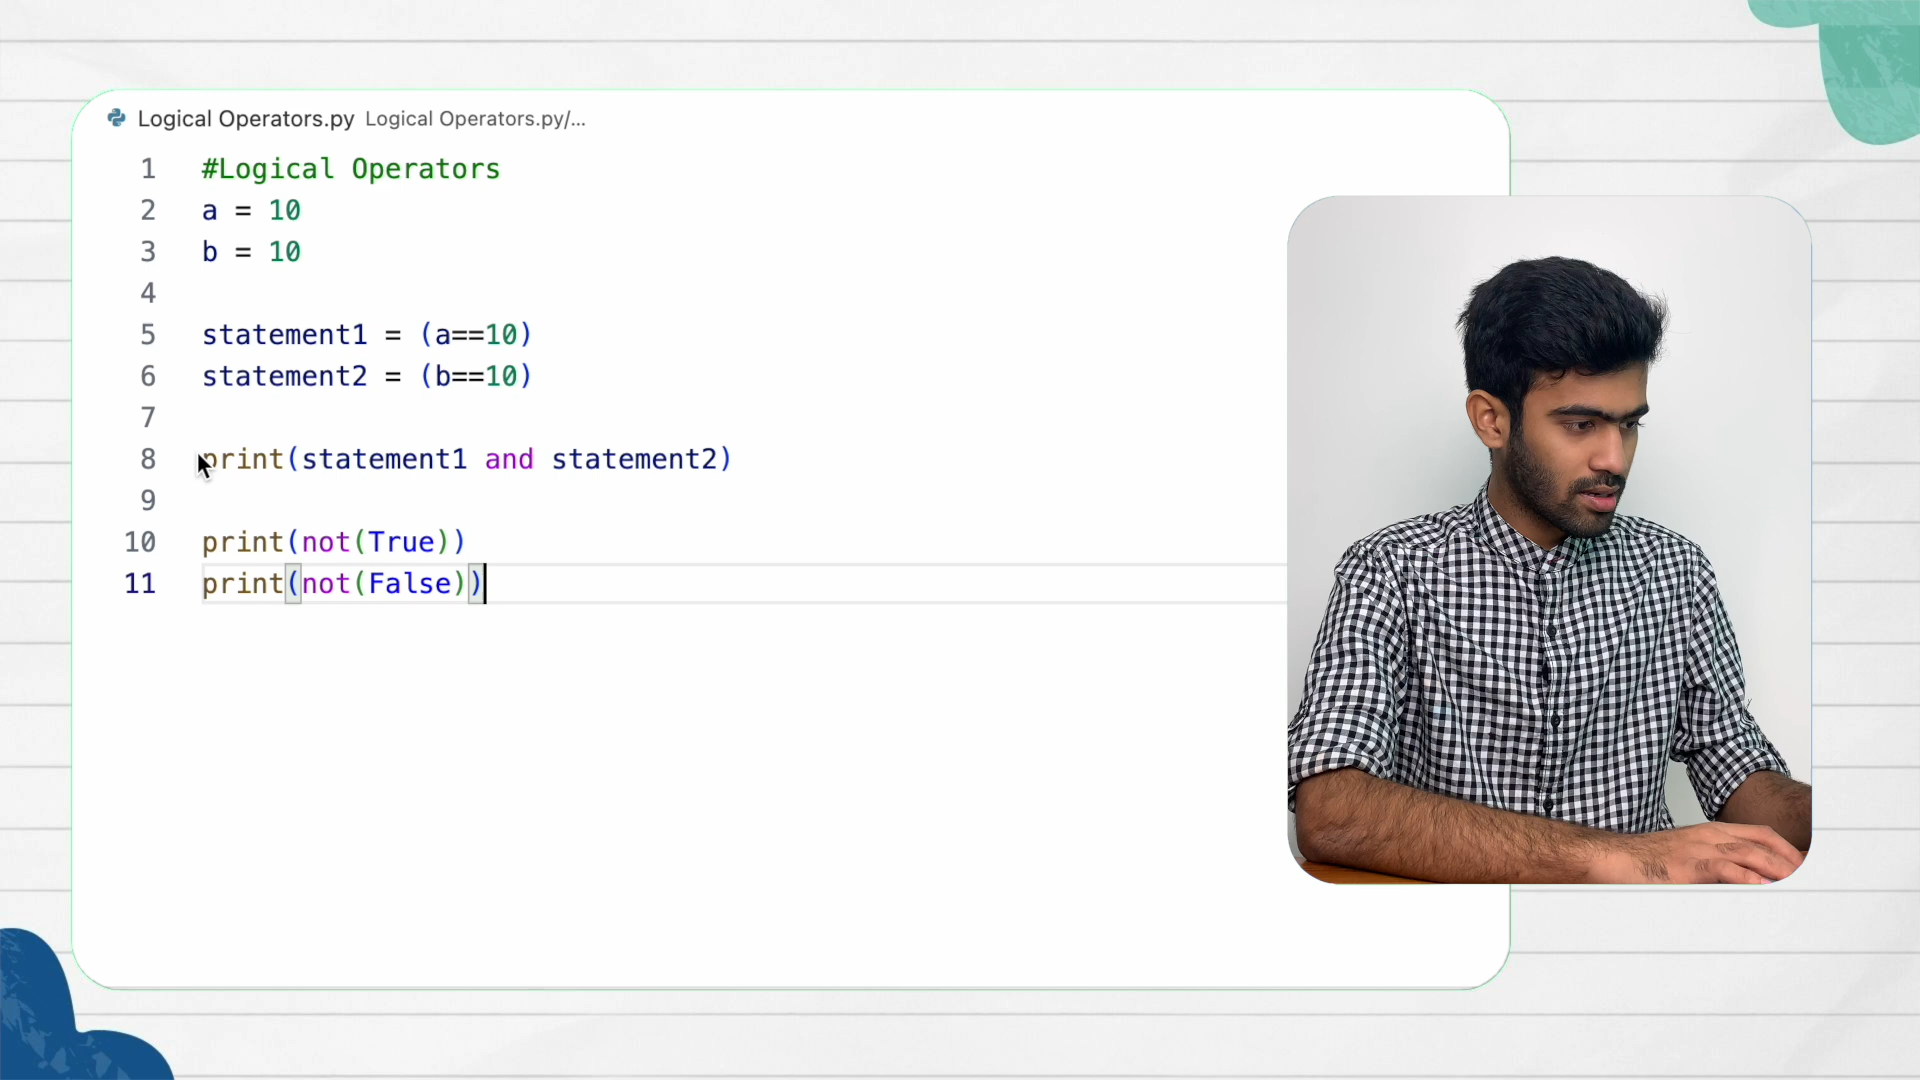 Logical Operators.py Logical Operators.py/...
1 #Logical Operators
2 a = 10
3 b = 10
4
5 statement1 = (a==10)
6 statement2 = (b==10)
7
8 print(statement1 and statement2)
9
10 print(not(True))
11 print(not(False))